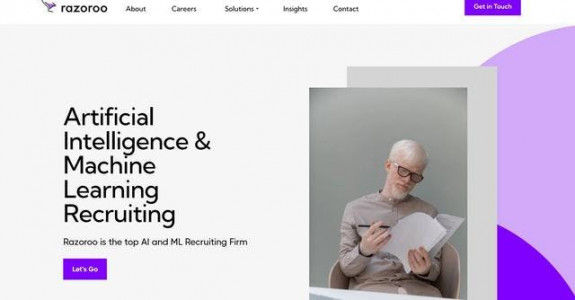 razoroo
About
Careers
Solutions
Insights
Contact
Get in Touch
Artificial
Intelligence &
Machine
Learning
Recruiting
Razoroo is the top AI and ML Recruiting Firm
Let's Go